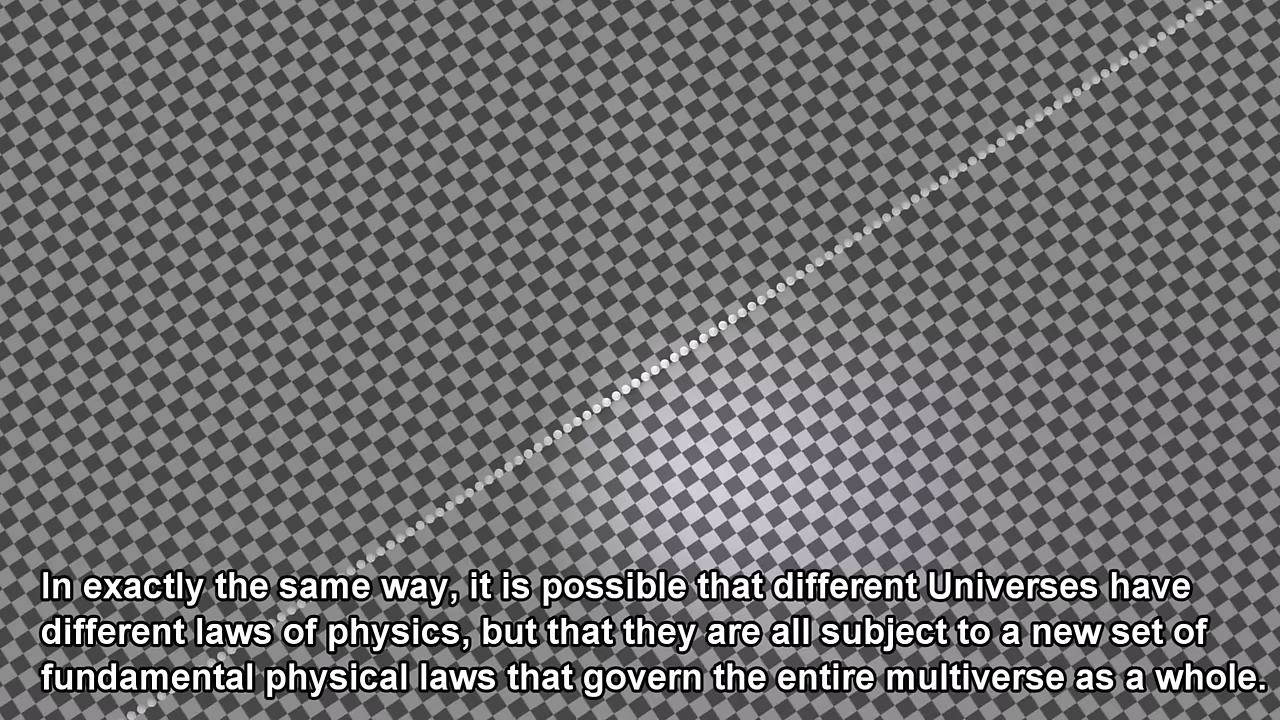 In exactly the same way, it is possible that different Universes have
different laws of physics, but that they are all subject to a new set of
fundamental physical laws that govern the entire multiverse as a whole.